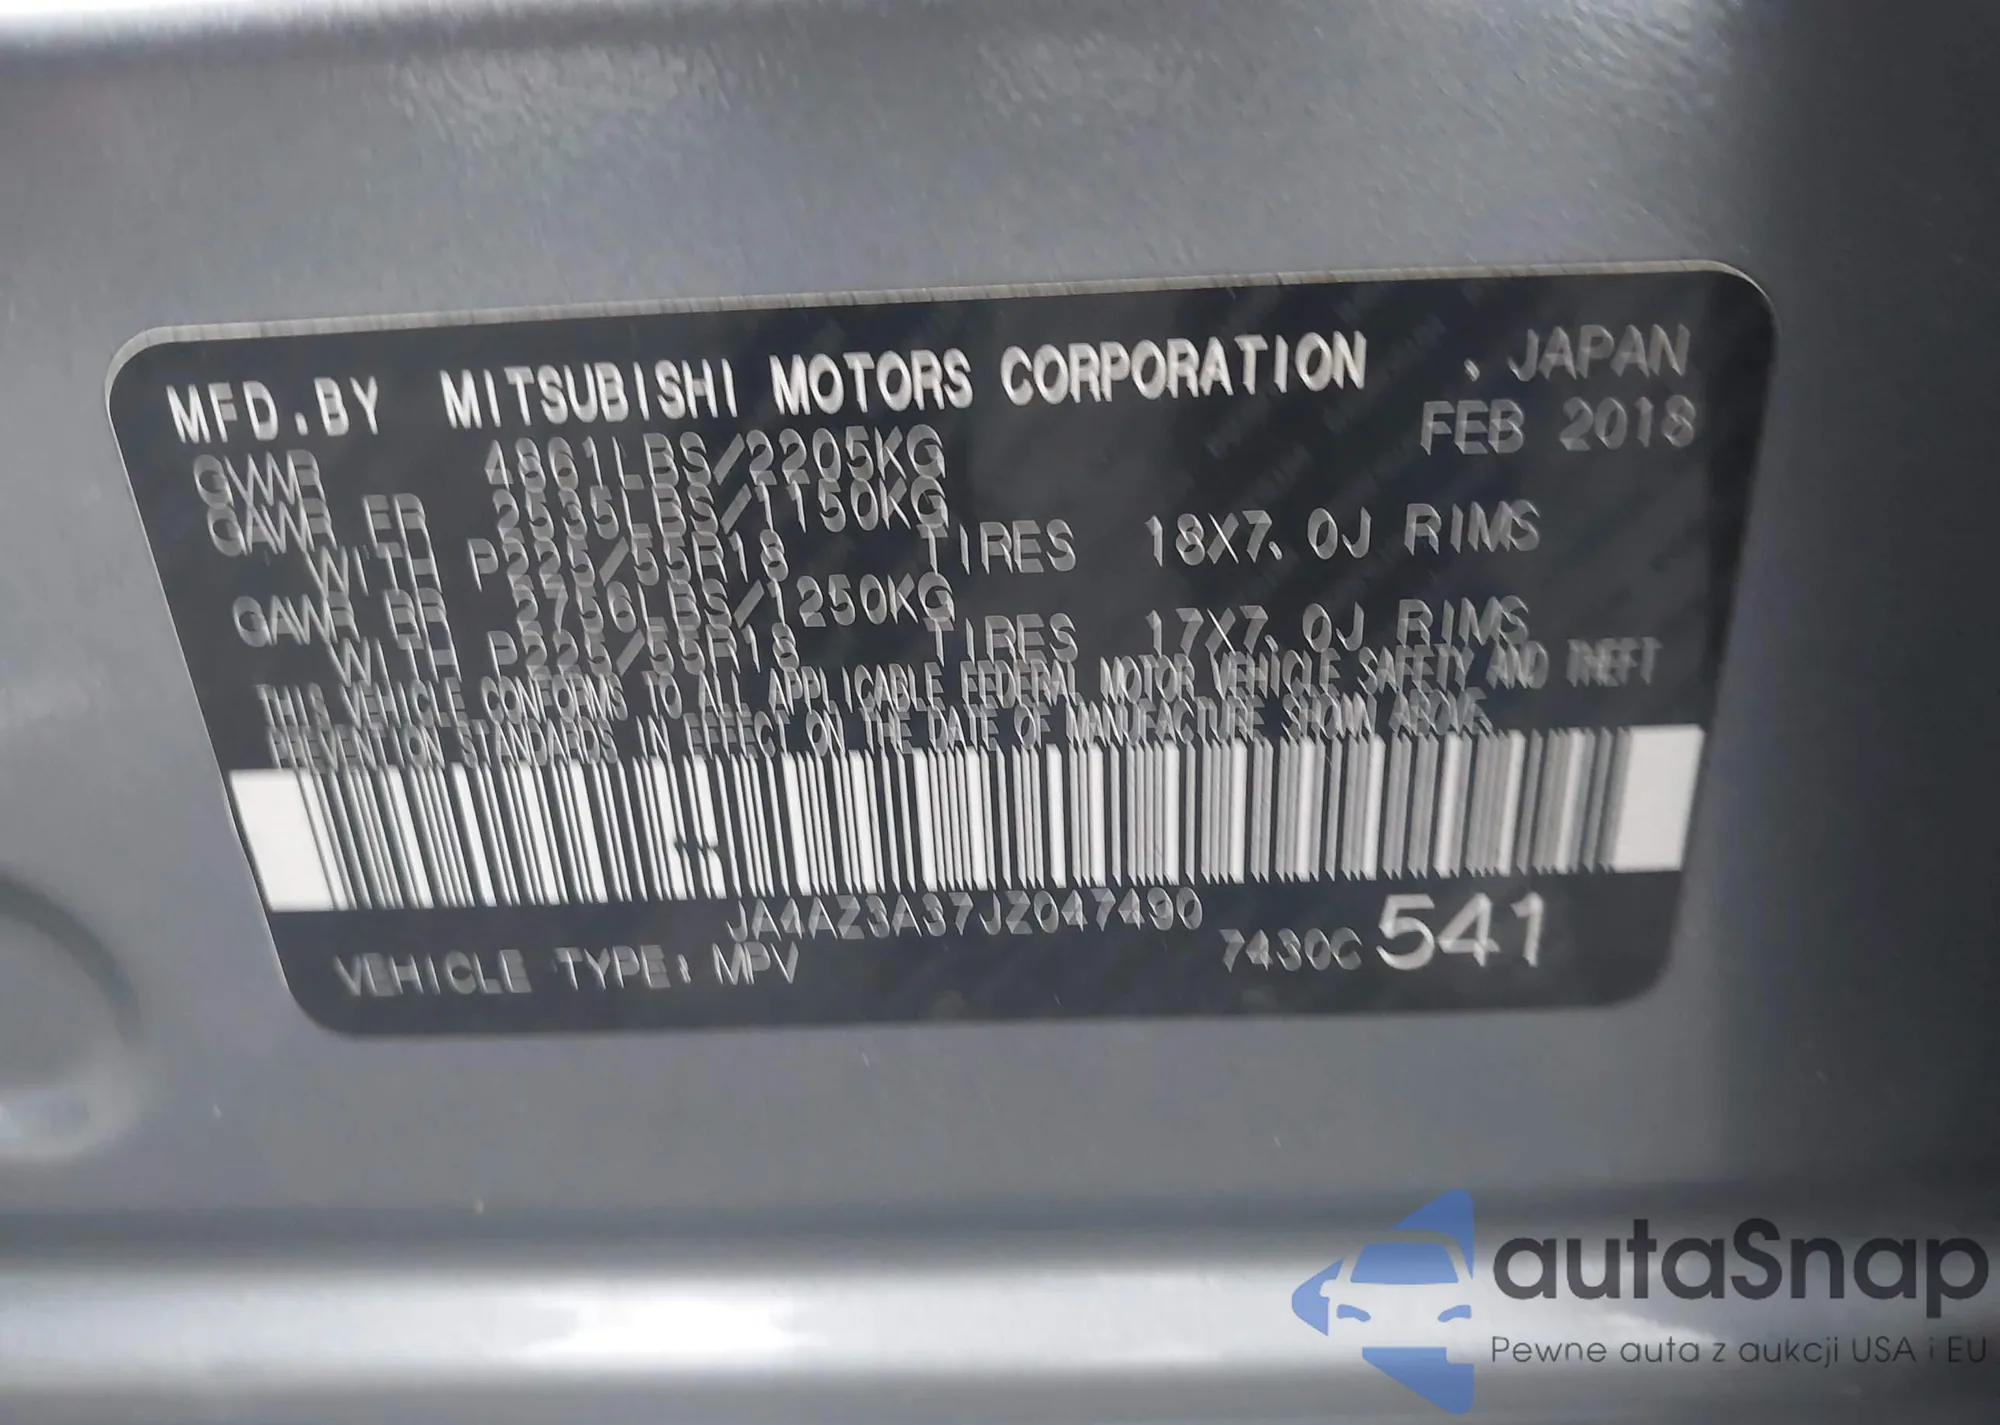 MFD.BY MITSUBISHI MOTORS CORPORATION . JAPAN
FEB 2018
GVWR 4861LBS/2205KG
GAWR FR 2535LBS/1150KG
WITH P225/55R18 TIRES 18X7.0J RIMS
GAWR RR 2756LBS/1250KG
WITH P225/55R18 TIRES 17X7.0J RIMS
THIS VEHICLE CONFORMS TO ALL APPLICABLE FEDERAL MOTOR VEHICLE SAFETY AND THEFT
PREVENTION STANDARDS IN EFFECT ON THE DATE OF MANUFACTURE SHOWN ABOVE.
JA4AZ3A37JZ047490
VEHICLE TYPE: MPV 7430C 541
autaSnap
Pewne auta z aukcji USA i EU